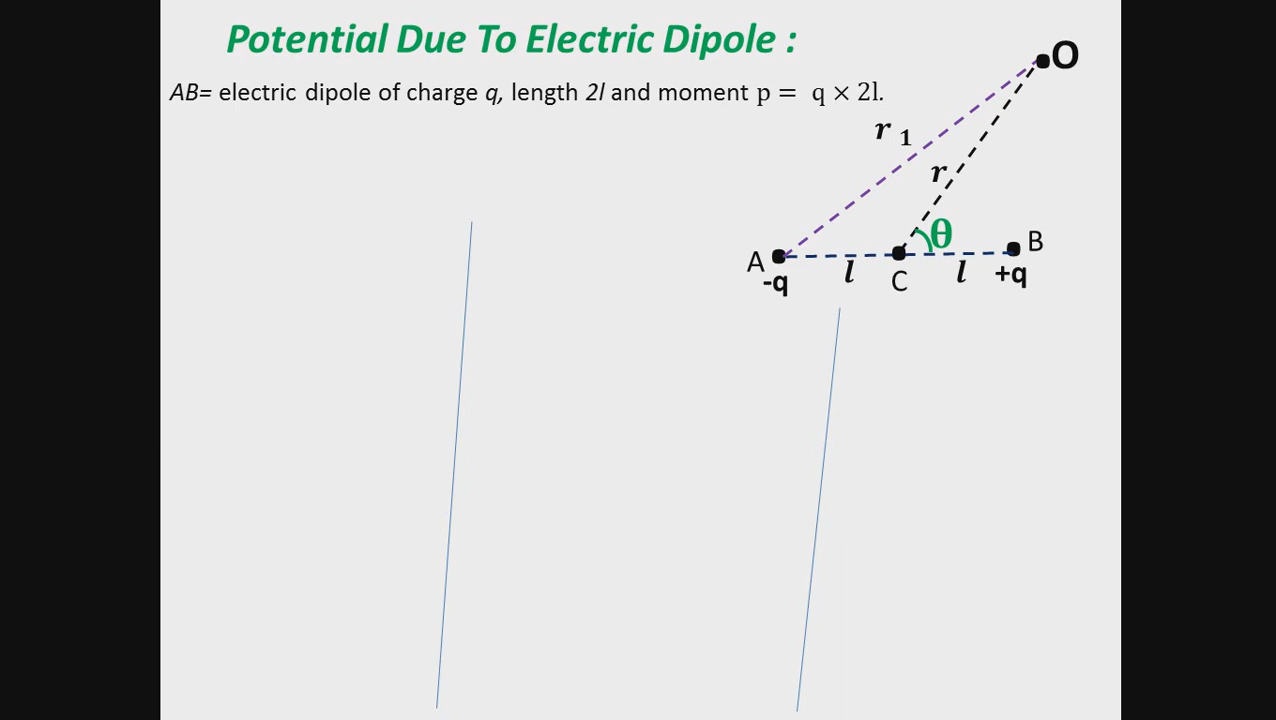 Potential Due To Electric Dipole :
O
AB= electric dipole of charge q, length 2l and moment p = q × 2l.
r 1
r
θ
A
B
-q
l
C
l
+q